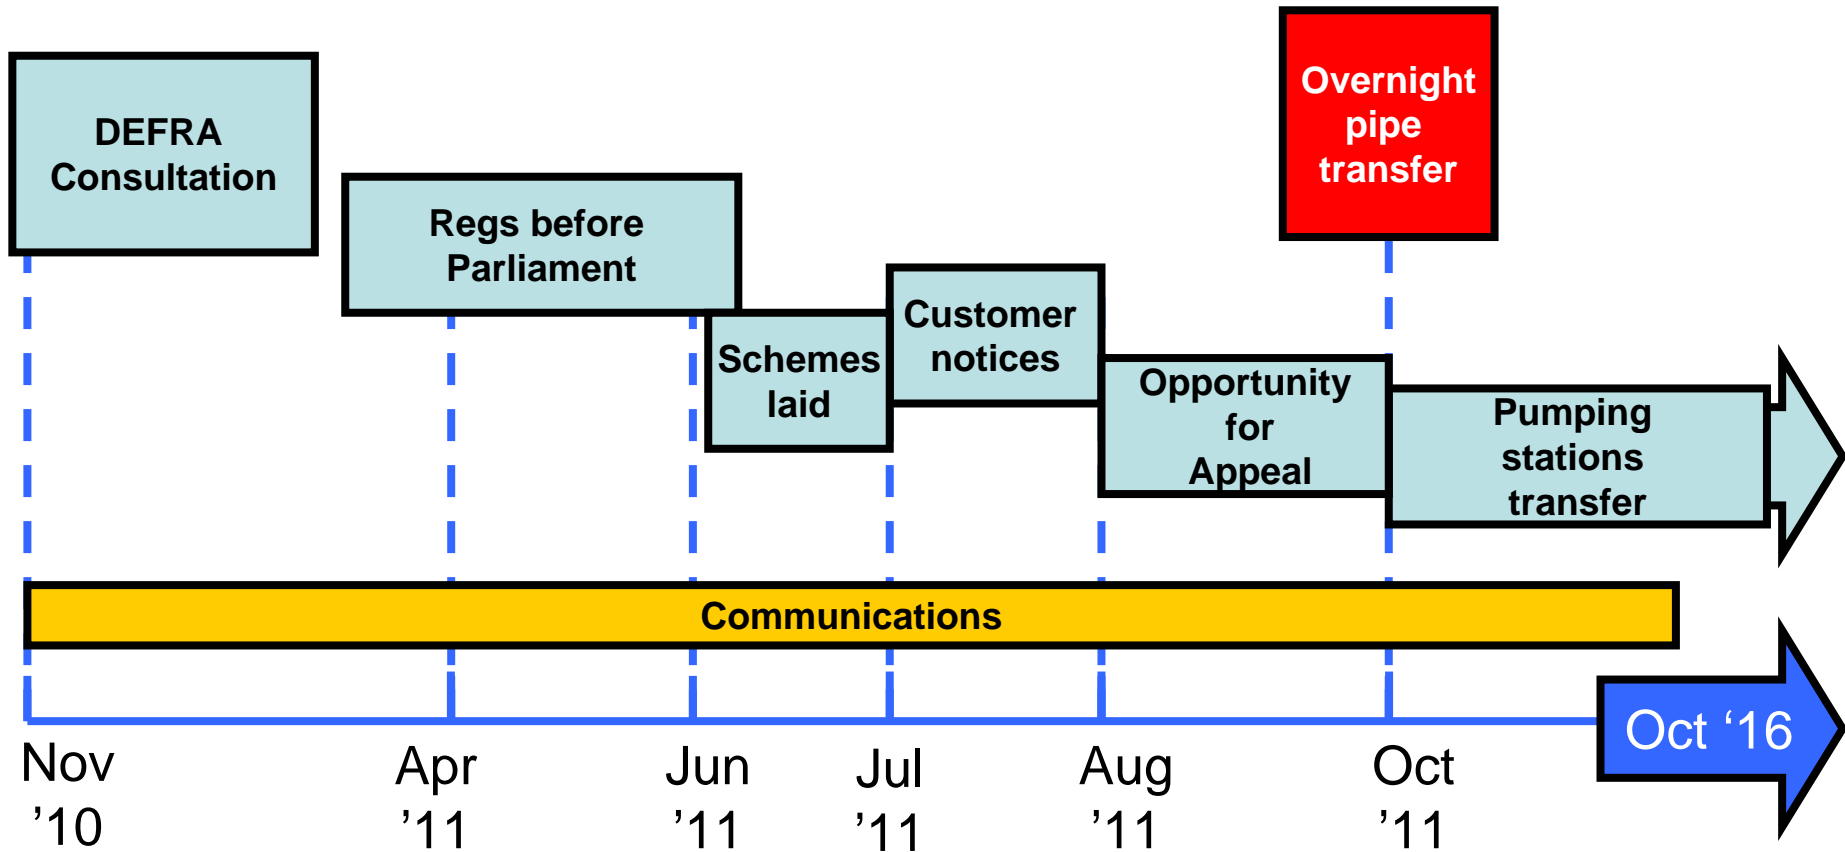 DEFRA
Consultation
Regs before
Parliament
Schemes
laid
Customer
notices
Opportunity
for
Appeal
Overnight
pipe
transfer
Pumping
stations
transfer
Communications
Nov
’10
Apr
’11
Jun
’11
Jul
’11
Aug
’11
Oct
’11
Oct ‘16